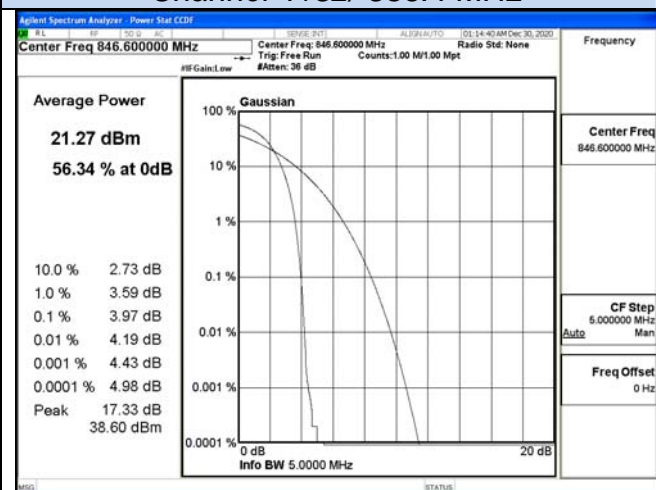 Agilent Spectrum Analyzer - Power Stat CCDF
RL RF 50 Ω AC SENSE:INT ALIGN AUTO 01:14:40 AM Dec 30, 2020
Center Freq 846.600000 MHz
Center Freq: 846.600000 MHz Radio Std: None
Trig: Free Run Counts:1.00 M/1.00 Mpt
#IFGain:Low #Atten: 36 dB
Frequency
Average Power
21.27 dBm
56.34 % at 0dB
10.0 % 2.73 dB
1.0 % 3.59 dB
0.1 % 3.97 dB
0.01 % 4.19 dB
0.001 % 4.43 dB
0.0001 % 4.98 dB
Peak 17.33 dB
38.60 dBm
Gaussian
100 %
10 %
1 %
0.1 %
0.01 %
0.001 %
0.0001 %
0 dB 20 dB
Info BW 5.0000 MHz
Center Freq
846.600000 MHz
CF Step
5.000000 MHz
Auto Man
Freq Offset
0 Hz
MSG STATUS